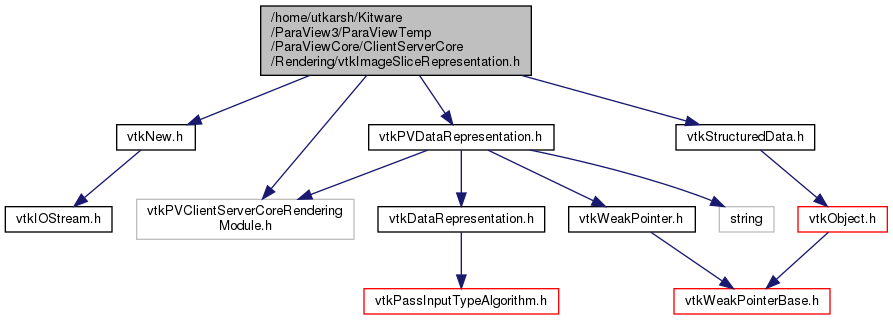 /home/utkarsh/Kitware
/ParaView3/ParaViewTemp
/ParaViewCore/ClientServerCore
/Rendering/vtkImageSliceRepresentation.h
vtkNew.h
vtkPVDataRepresentation.h
vtkStructuredData.h
vtkIOStream.h
vtkPVClientServerCoreRendering
Module.h
vtkDataRepresentation.h
vtkWeakPointer.h
string
vtkObject.h
vtkPassInputTypeAlgorithm.h
vtkWeakPointerBase.h